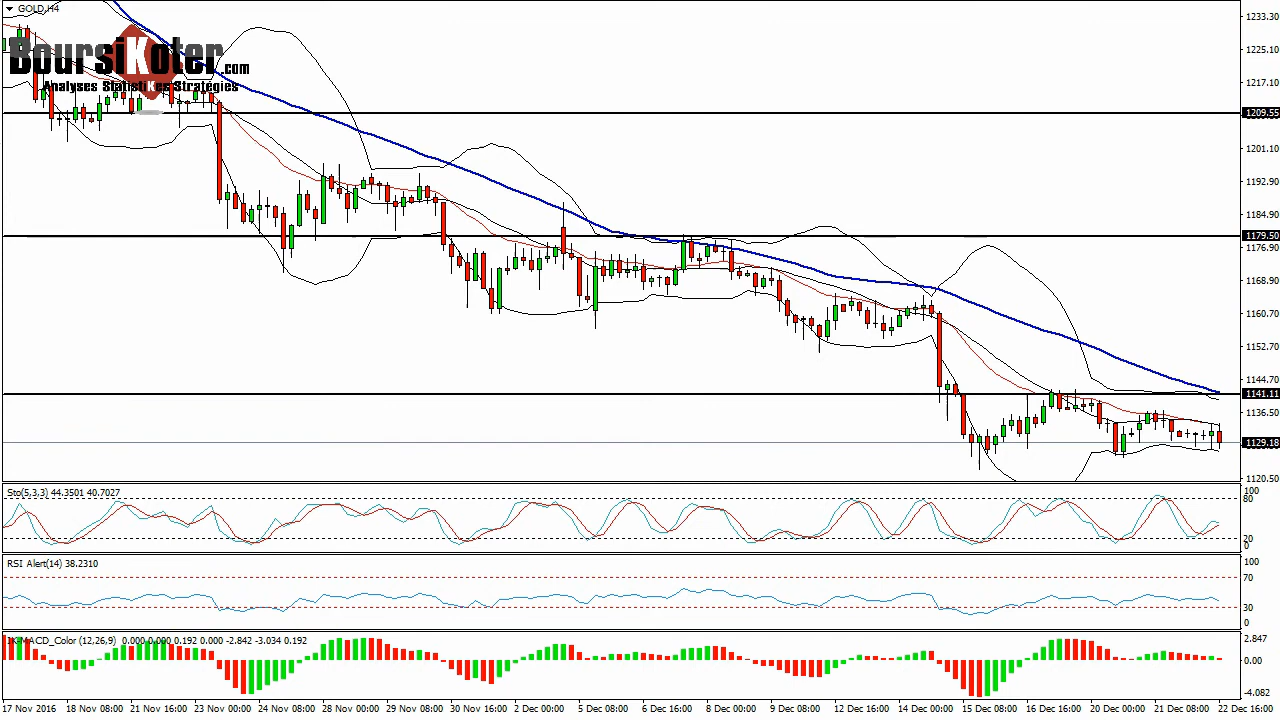 GOLD,H4
BoursiKoter.com
Analyses StatistiKes Strategies
1233.30
1225.10
1217.10
1209.55
1201.10
1192.90
1184.90
1179.50
1176.90
1168.90
1160.70
1152.70
1144.70
1141.11
1136.50
1129.18
1120.50
Sto(5,3,3) 44.3501 40.7027
100
80
20
0
RSI Alert(14) 38.2310
100
70
30
0
MACD_Color (12,26,9) 0.000 0.000 0.192 0.000 -2.842 -3.034 0.192
2.847
0.00
-4.082
17 Nov 2016
18 Nov 08:00
21 Nov 16:00
23 Nov 00:00
24 Nov 08:00
28 Nov 00:00
29 Nov 08:00
30 Nov 16:00
2 Dec 00:00
5 Dec 08:00
6 Dec 16:00
8 Dec 00:00
9 Dec 08:00
12 Dec 16:00
14 Dec 00:00
15 Dec 08:00
16 Dec 16:00
20 Dec 00:00
21 Dec 08:00
22 Dec 16:00